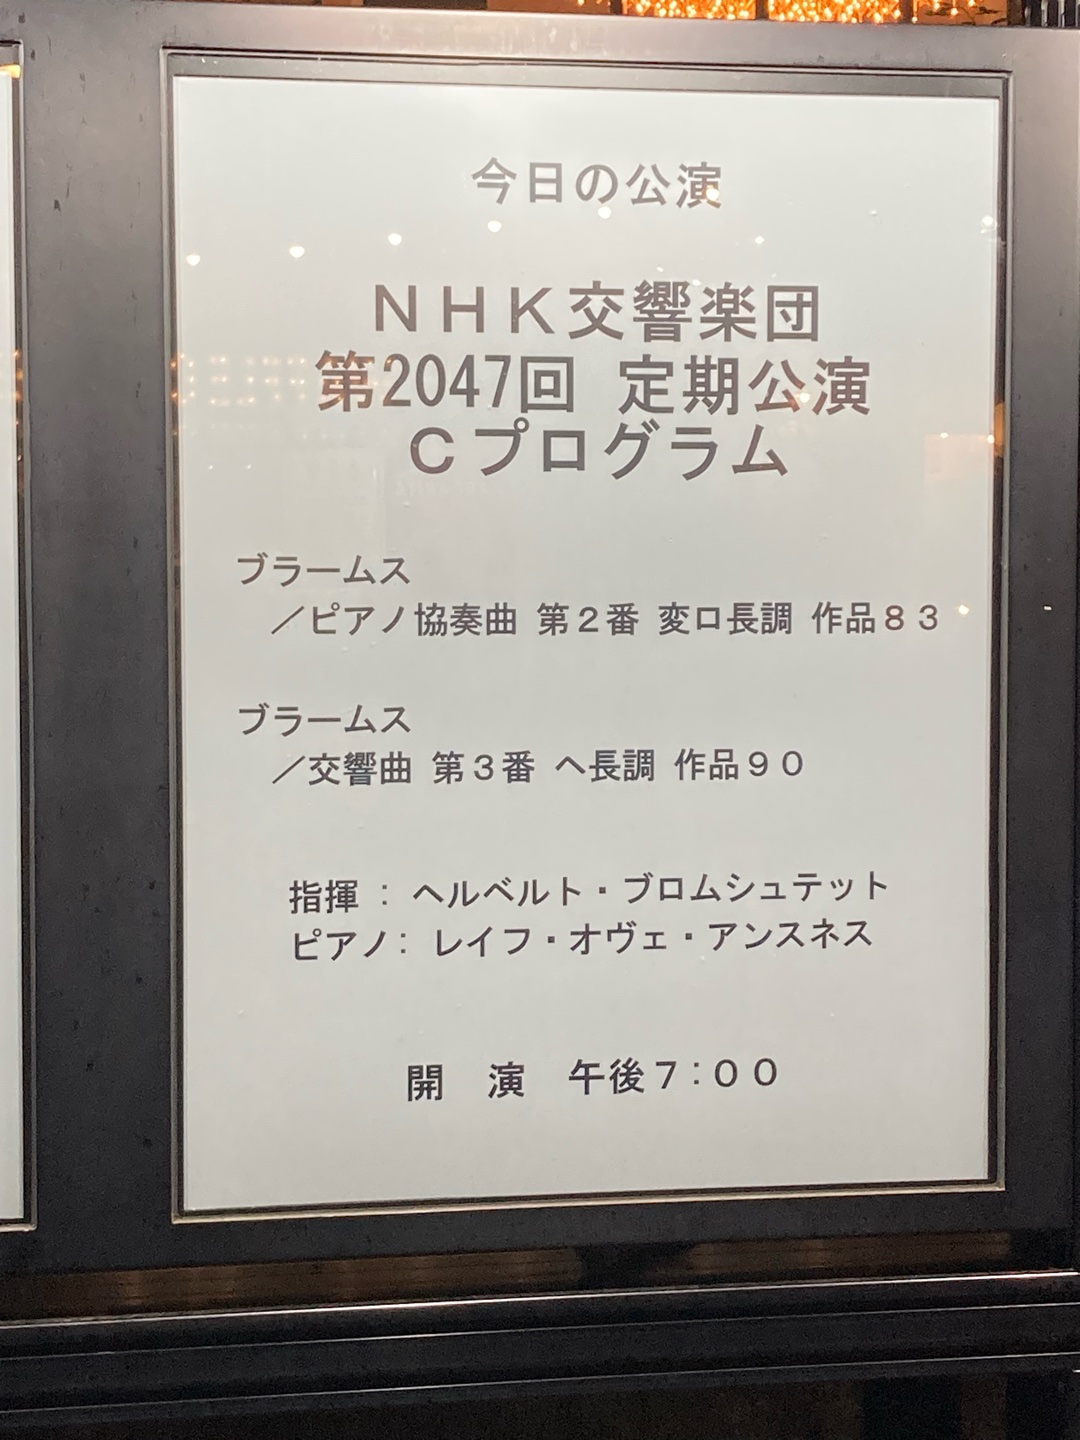 今日の公演
ＮＨＫ交響楽団
第2047回 定期公演
Ｃプログラム
ブラームス
／ピアノ協奏曲 第２番 変ロ長調 作品８３
ブラームス
／交響曲 第３番 ヘ長調 作品９０
指揮 ： ヘルベルト・ブロムシュテット
ピアノ： レイフ・オヴェ・アンスネス
開　演　午後７：００